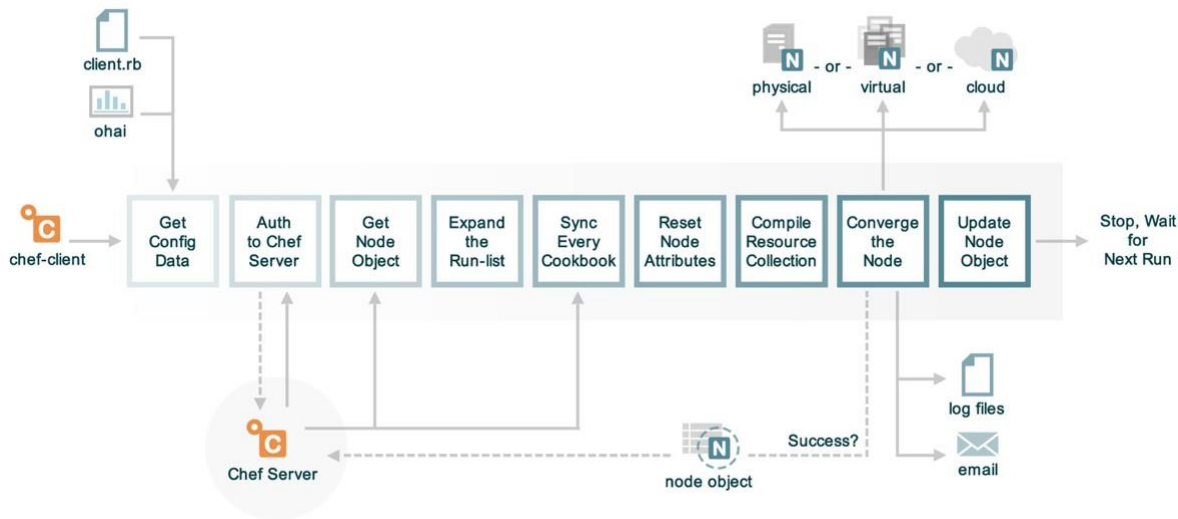 client.rb
ohai
N
- or -
N
- or -
N
physical
virtual
cloud
C
chef-client
Get
Config
Data
Auth
to Chef
Server
Get
Node
Object
Expand
the
Run-list
Sync
Every
Cookbook
Reset
Node
Attributes
Compile
Resource
Collection
Converge
the
Node
Update
Node
Object
Stop, Wait
for
Next Run
C
Chef Server
N
node object
Success?
log files
email